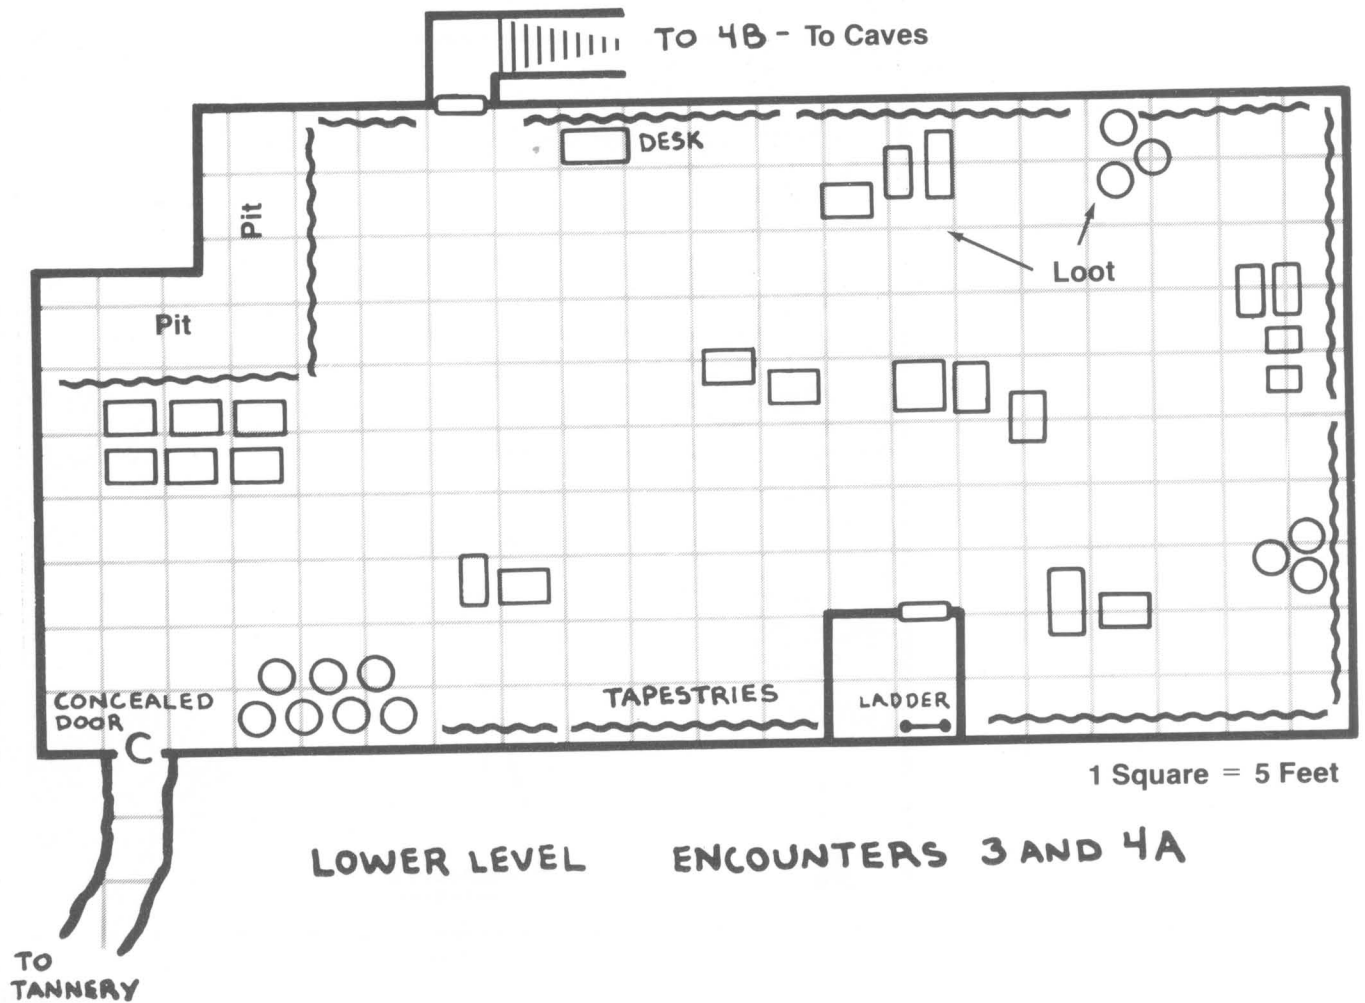 TO 4B - To Caves
DESK
Pit
Loot
Pit
CONCEALED
DOOR
C
TAPESTRIES
LADDER
1 Square = 5 Feet
LOWER LEVEL ENCOUNTERS 3 AND 4A
TO
TANNERY